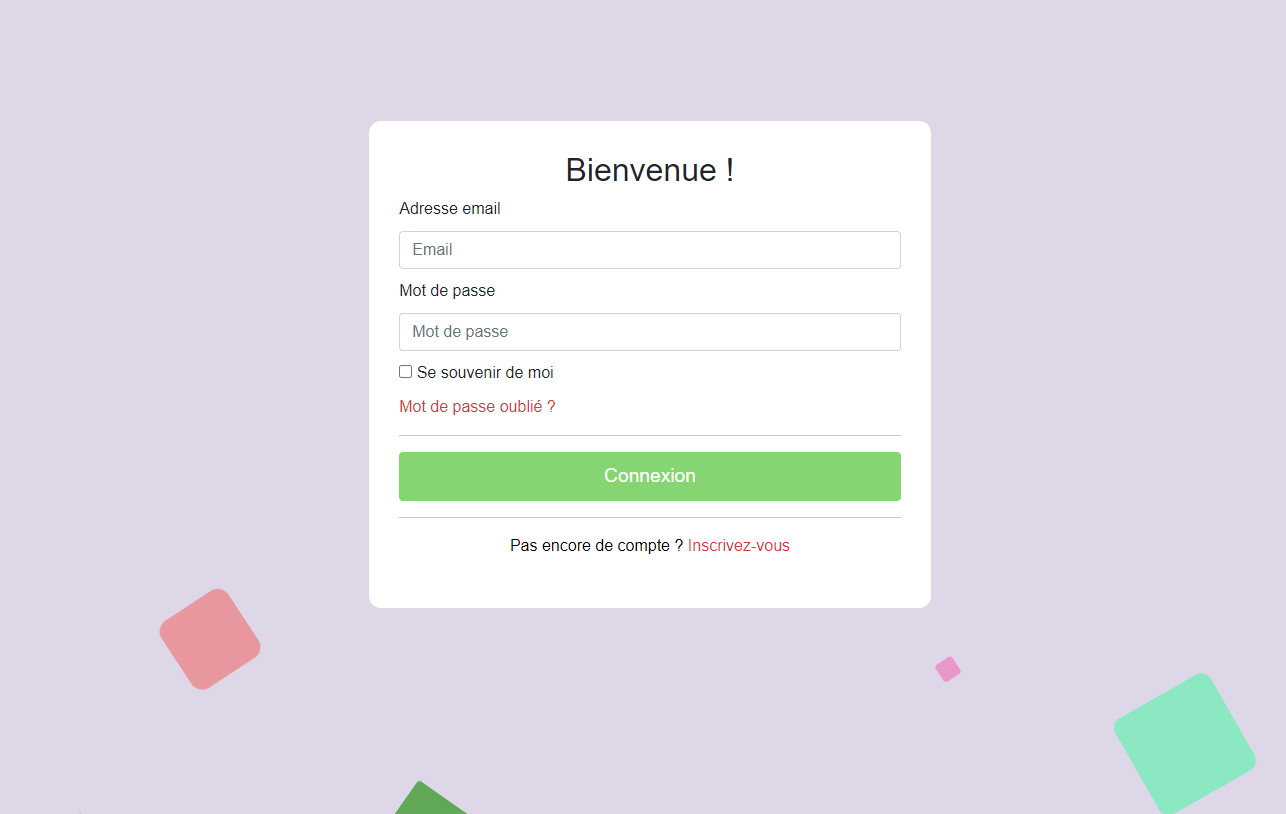 Bienvenue !
Adresse email
Email
Mot de passe
Mot de passe
Se souvenir de moi
Mot de passe oublié ?
Connexion
Pas encore de compte ? Inscrivez-vous